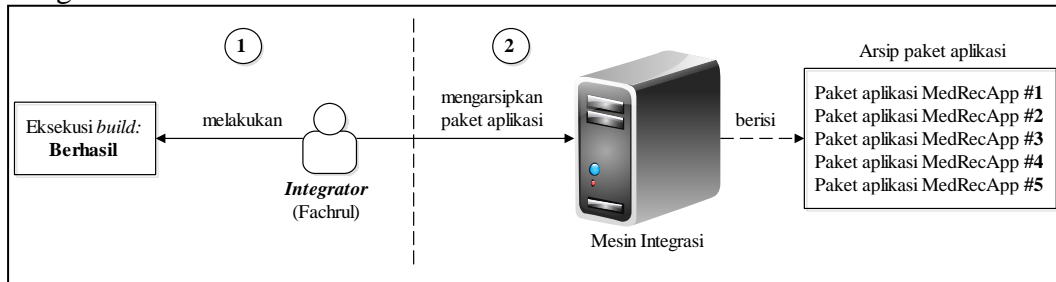 1
2
Arsip paket aplikasi
Eksekusi build:
Berhasil
melakukan
Integrator
(Fachrul)
mengarsipkan
paket aplikasi
Mesin Integrasi
berisi
Paket aplikasi MedRecApp #1
Paket aplikasi MedRecApp #2
Paket aplikasi MedRecApp #3
Paket aplikasi MedRecApp #4
Paket aplikasi MedRecApp #5